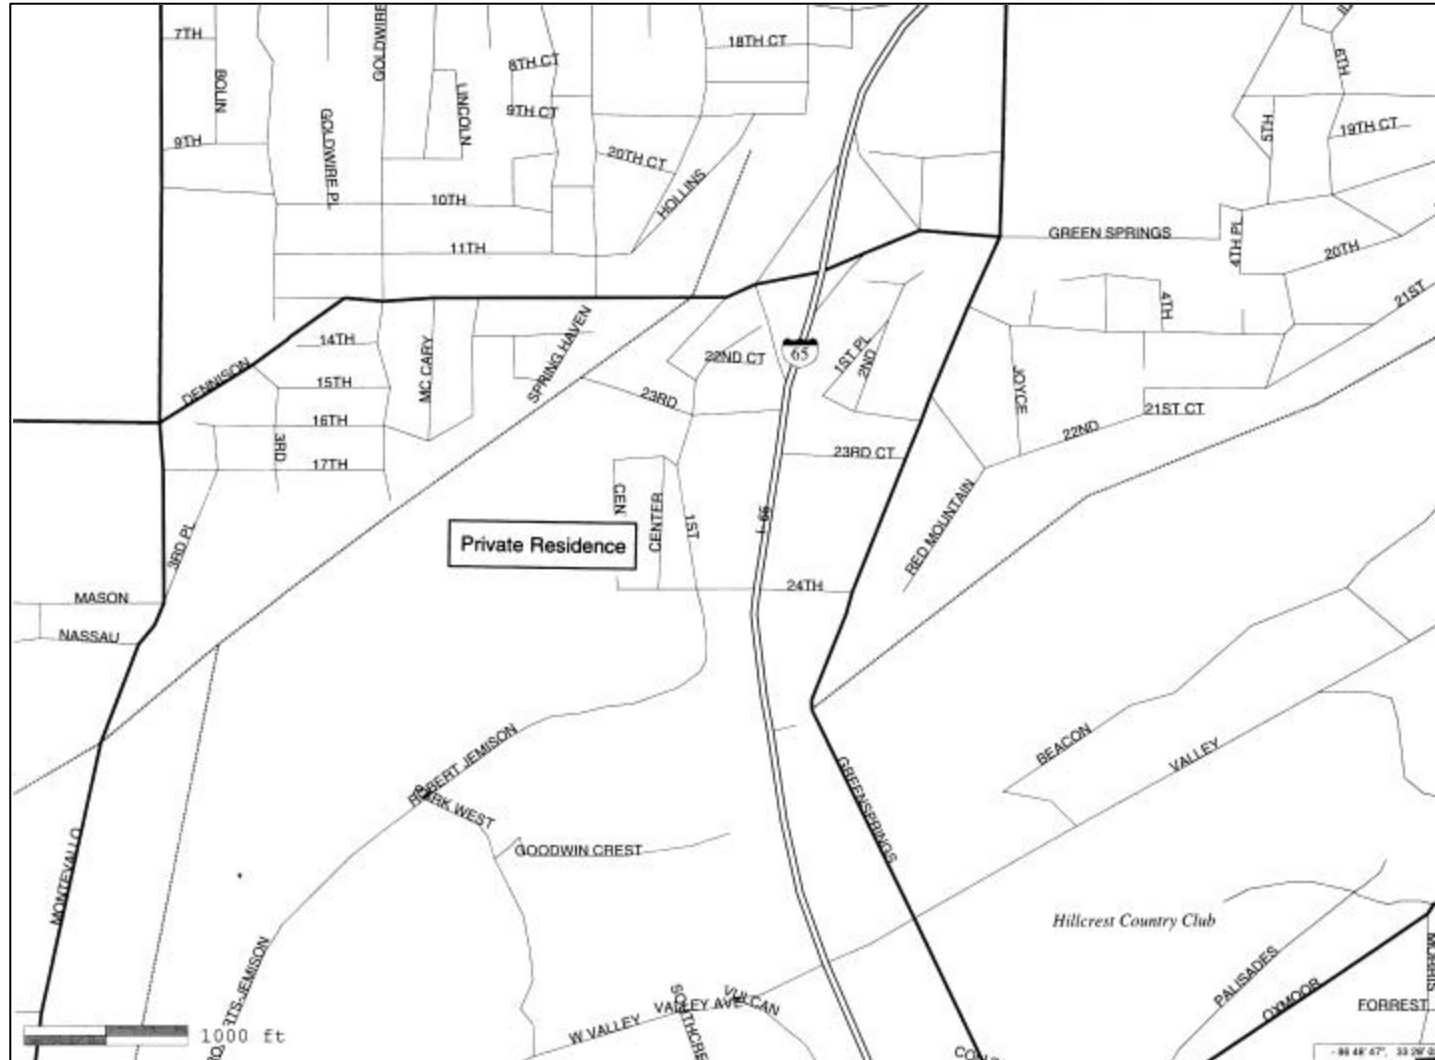 7TH
BOLIN
GOLDWIRE
8TH CT
18TH CT
6TH
LINCOLN
9TH CT
5TH
19TH CT
9TH
GOLDWIRE PL
20TH CT
HOLLINS
10TH
11TH
GREEN SPRINGS
4TH PL
20TH
21ST
4TH
14TH
MC CARY
SPRING HAVEN
22ND CT
65
1ST PL
2ND
DENNISON
15TH
23RD
JOYCE
21ST CT
16TH
3RD
22ND
17TH
23RD CT
CEN
CENTER
1ST
I- 65
RED MOUNTAIN
3RD PL
Private Residence
24TH
MASON
NASSAU
ROBERT JEMISON
BEACON
VALLEY
PARK WEST
GREENSPRINGS
GOODWIN CREST
MONTEVALLO
Hillcrest Country Club
PALISADES
OXMOOR
MORRIS
FORREST
TS-JEMISON
VULCAN
VALLEY AVE
W VALLEY
SOUTHCRE
1000 ft